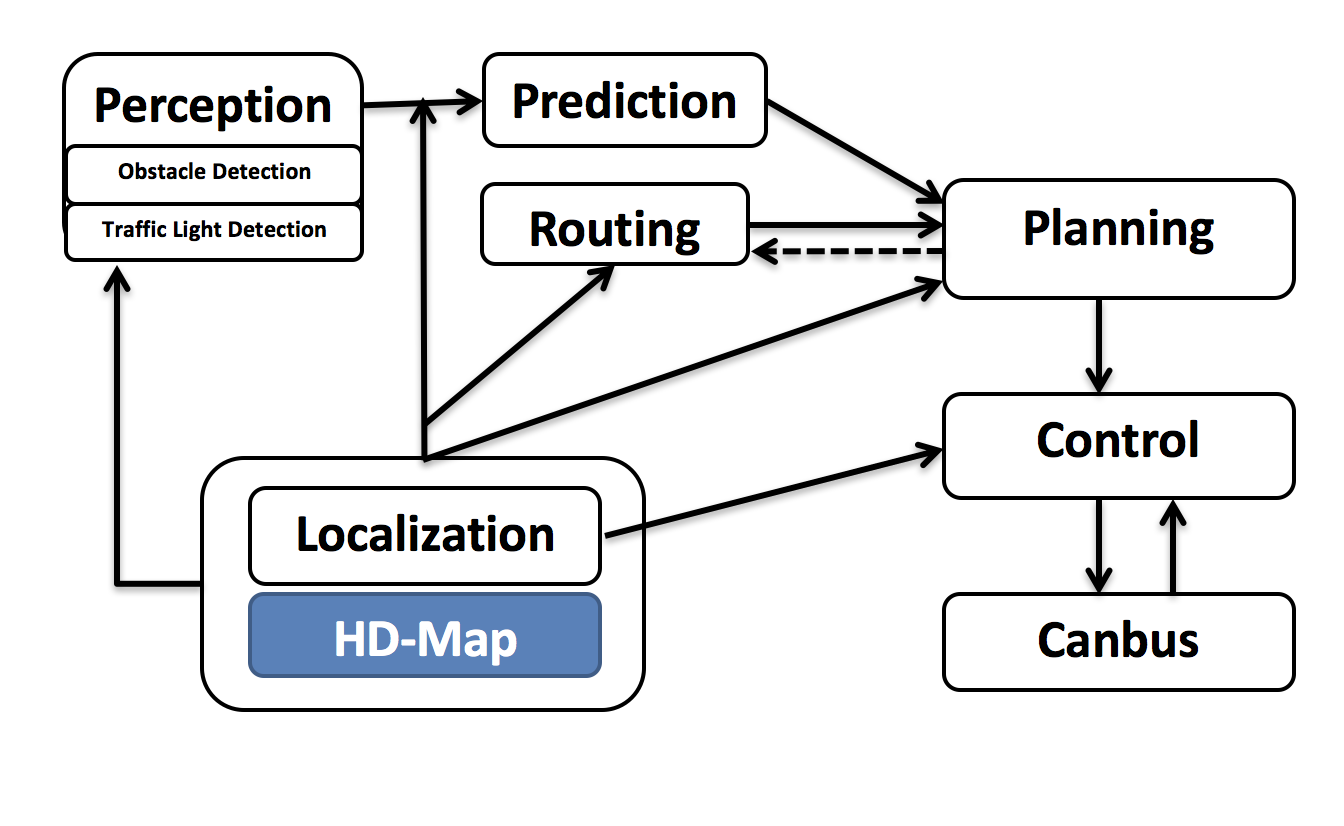 Perception
Obstacle Detection
Traffic Light Detection
Prediction
Routing
Planning
Control
Localization
HD-Map
Canbus